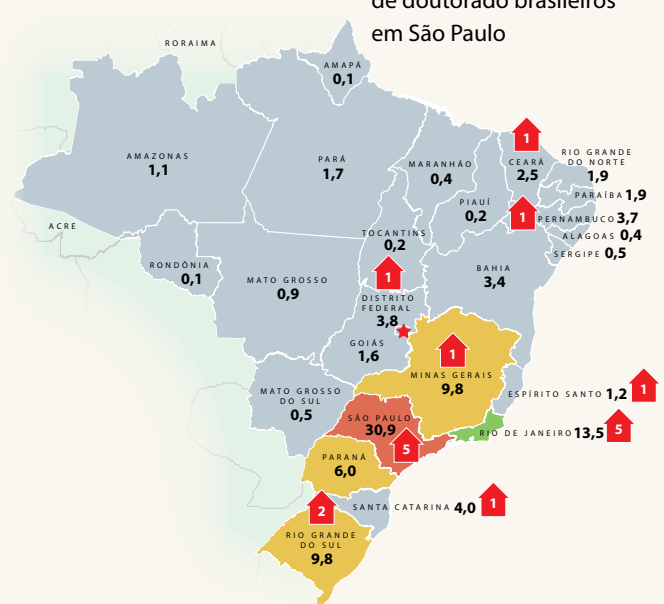 de doutorado brasileiros
em São Paulo
RORAIMA
AMAPÁ
0,1
AMAZONAS
1,1
PARÁ
1,7
MARANHÃO
0,4
1
CEARÁ
2,5
RIO GRANDE
DO NORTE
1,9
PARAÍBA 1,9
PIAUÍ
0,2
1
PERNAMBUCO 3,7
ALAGOAS 0,4
SERGIPE 0,5
ACRE
TOCANTINS
0,2
RONDÔNIA
0,1
MATO GROSSO
0,9
1
BAHIA
3,4
DISTRITO
FEDERAL
3,8
GOIÁS
1,6
1
MINAS GERAIS
9,8
MATO GROSSO
DO SUL
0,5
ESPÍRITO SANTO 1,2
1
SÃO PAULO
30,9
5
RIO DE JANEIRO 13,5
5
PARANÁ
6,0
2
SANTA CATARINA 4,0
1
RIO GRANDE
DO SUL
9,8